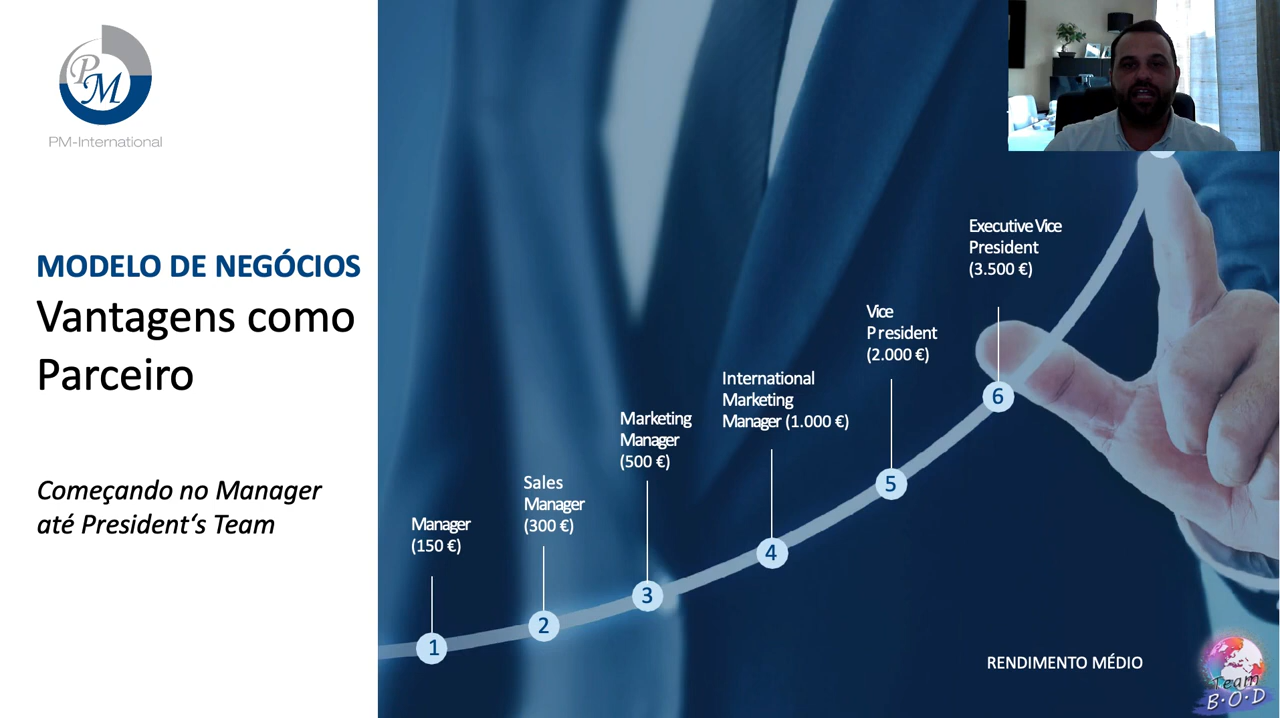 PM
PM-International
MODELO DE NEGÓCIOS
Vantagens como
Parceiro
Começando no Manager
até President‘s Team
Manager
(150 €)
Sales
Manager
(300 €)
Marketing
Manager
(500 €)
International
Marketing
Manager (1.000 €)
Vice
President
(2.000 €)
Executive Vice
President
(3.500 €)
1
2
3
4
5
6
RENDIMENTO MÉDIO
Team
B·O·D